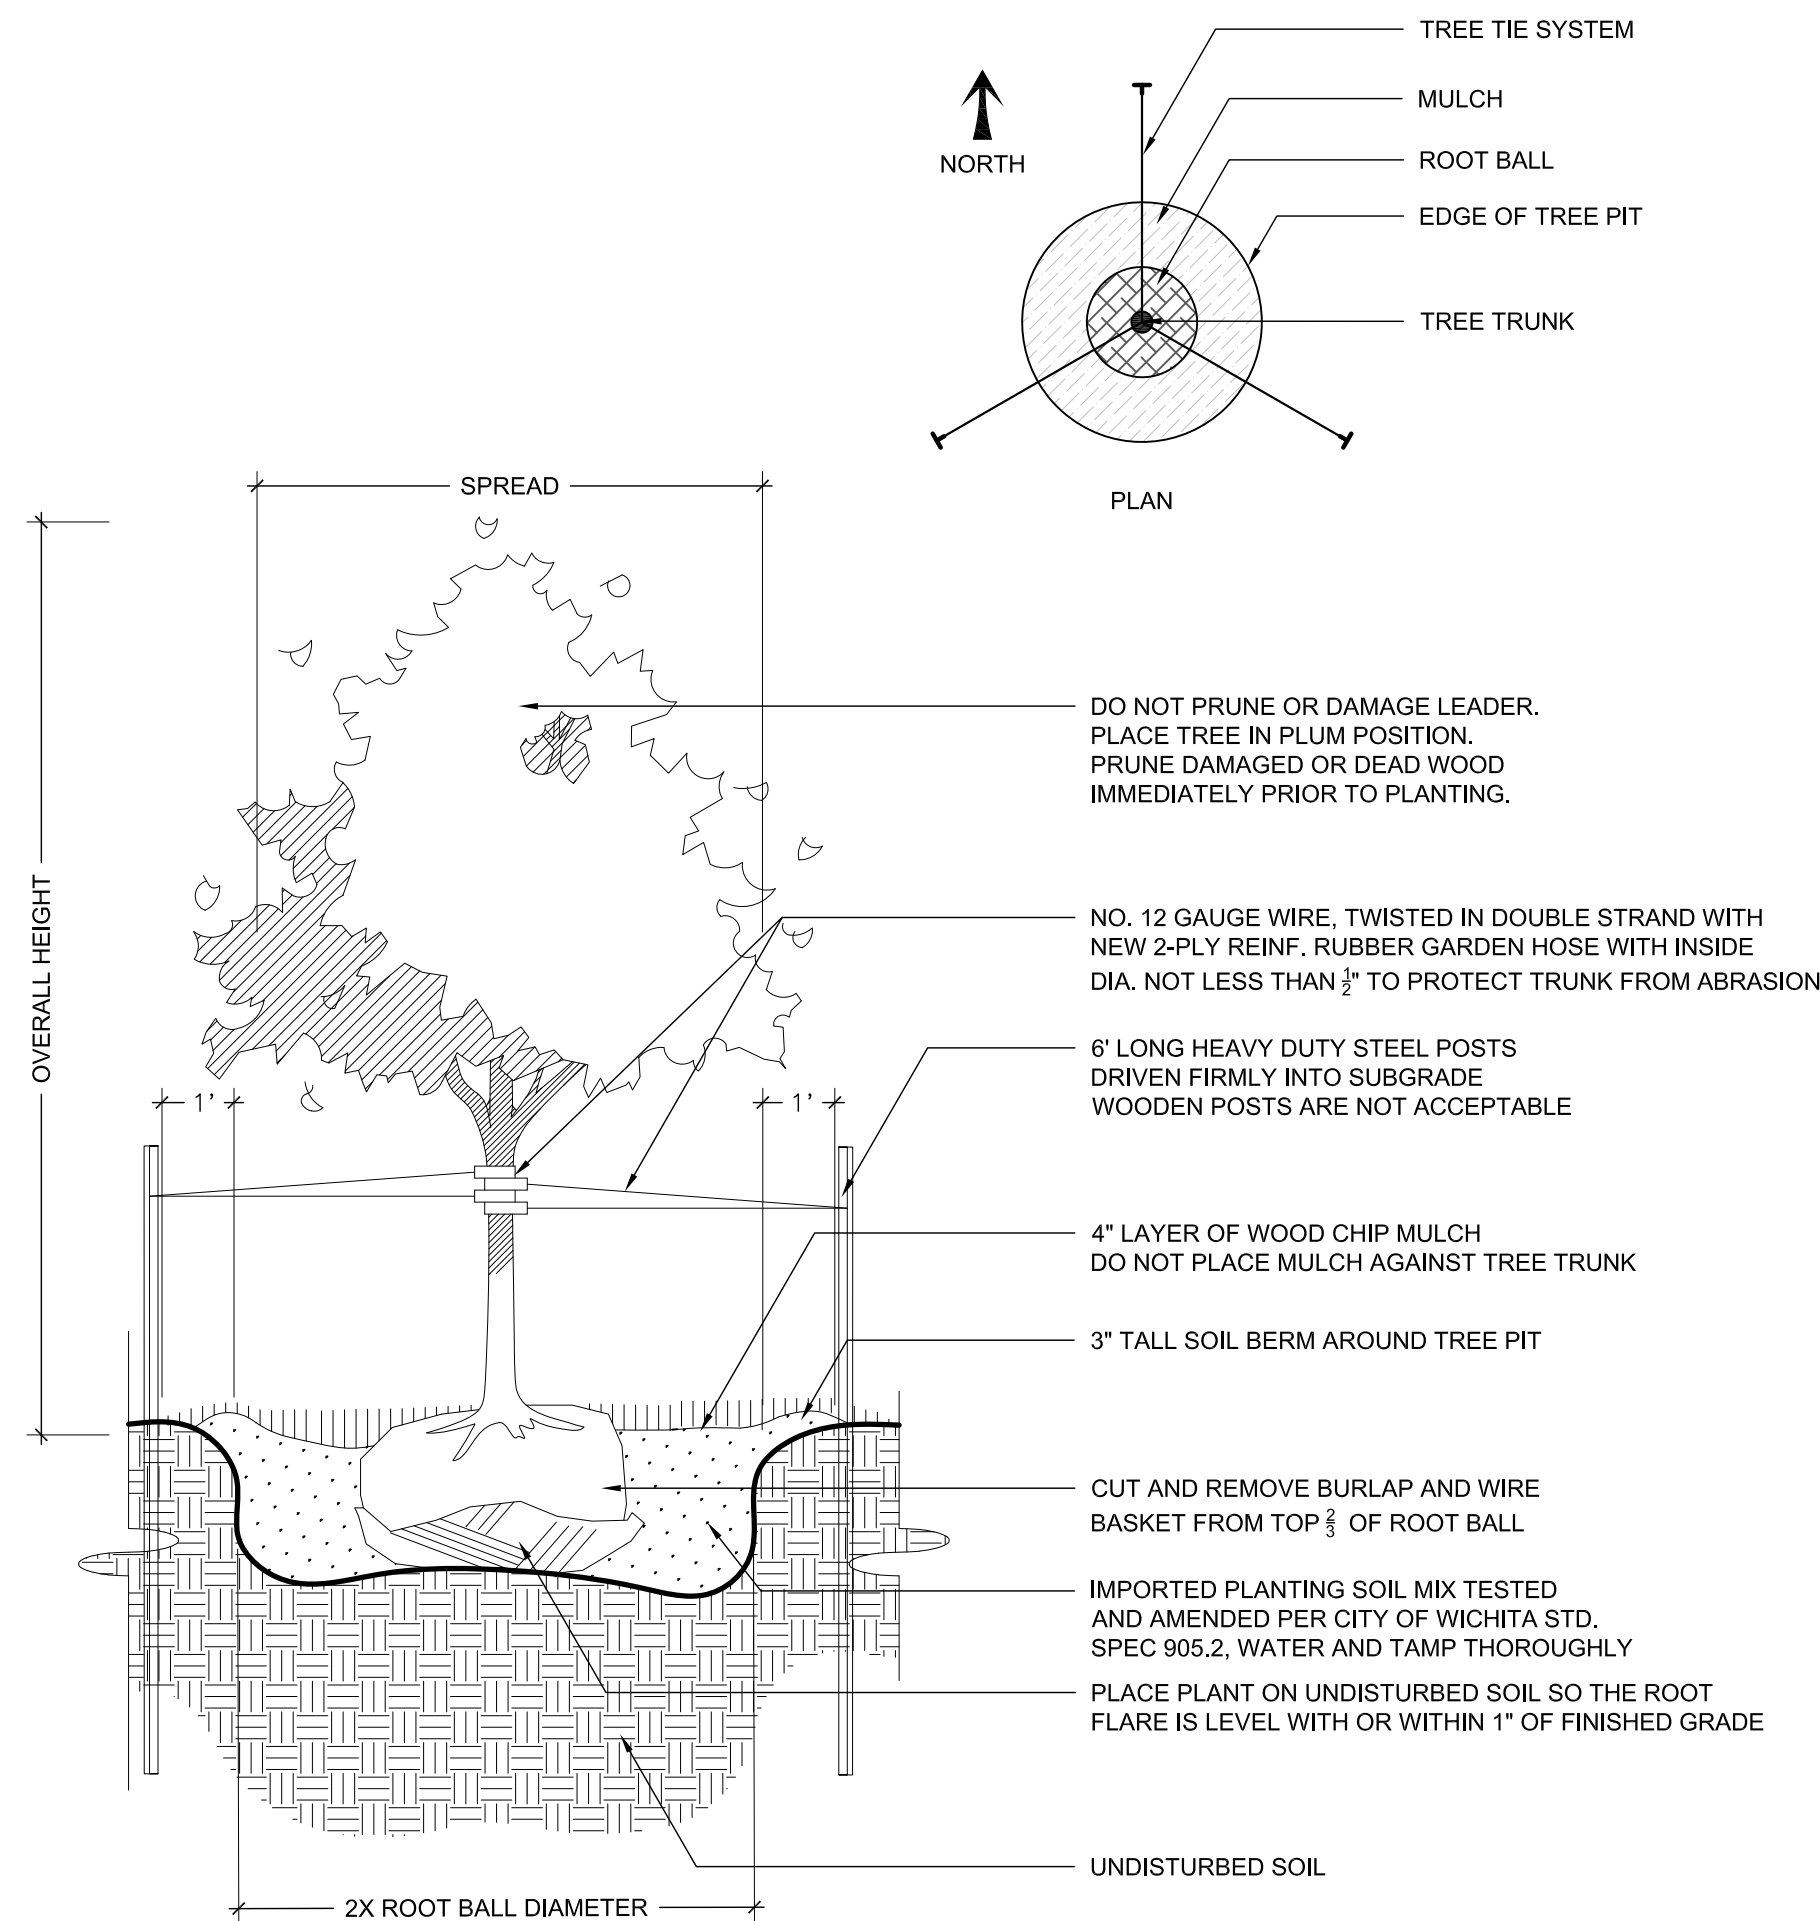 TREE TIE SYSTEM
MULCH
NORTH
ROOT BALL
EDGE OF TREE PIT
TREE TRUNK
PLAN
SPREAD
OVERALL HEIGHT
DO NOT PRUNE OR DAMAGE LEADER.
PLACE TREE IN PLUM POSITION.
PRUNE DAMAGED OR DEAD WOOD
IMMEDIATELY PRIOR TO PLANTING.
NO. 12 GAUGE WIRE, TWISTED IN DOUBLE STRAND WITH
NEW 2-PLY REINF. RUBBER GARDEN HOSE WITH INSIDE
DIA. NOT LESS THAN ½" TO PROTECT TRUNK FROM ABRASION
6' LONG HEAVY DUTY STEEL POSTS
DRIVEN FIRMLY INTO SUBGRADE
WOODEN POSTS ARE NOT ACCEPTABLE
1'
1'
4" LAYER OF WOOD CHIP MULCH
DO NOT PLACE MULCH AGAINST TREE TRUNK
3" TALL SOIL BERM AROUND TREE PIT
CUT AND REMOVE BURLAP AND WIRE
BASKET FROM TOP ⅔ OF ROOT BALL
IMPORTED PLANTING SOIL MIX TESTED
AND AMENDED PER CITY OF WICHITA STD.
SPEC 905.2, WATER AND TAMP THOROUGHLY
PLACE PLANT ON UNDISTURBED SOIL SO THE ROOT
FLARE IS LEVEL WITH OR WITHIN 1" OF FINISHED GRADE
UNDISTURBED SOIL
2X ROOT BALL DIAMETER